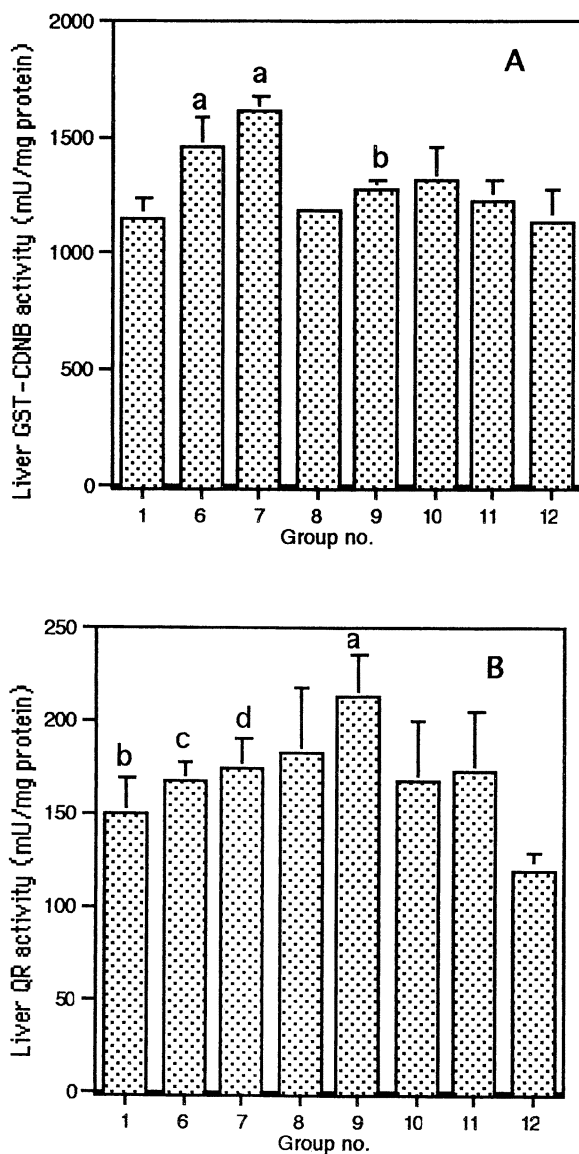 2000
A
a
a
1500
b
1000
500
0
Liver GST-CDNB activity (mU/mg protein)
1 6 7 8 9 10 11 12
Group no.
250
B
a
200
d
c
b
150
100
50
0
Liver QR activity (mU/mg protein)
1 6 7 8 9 10 11 12
Group no.